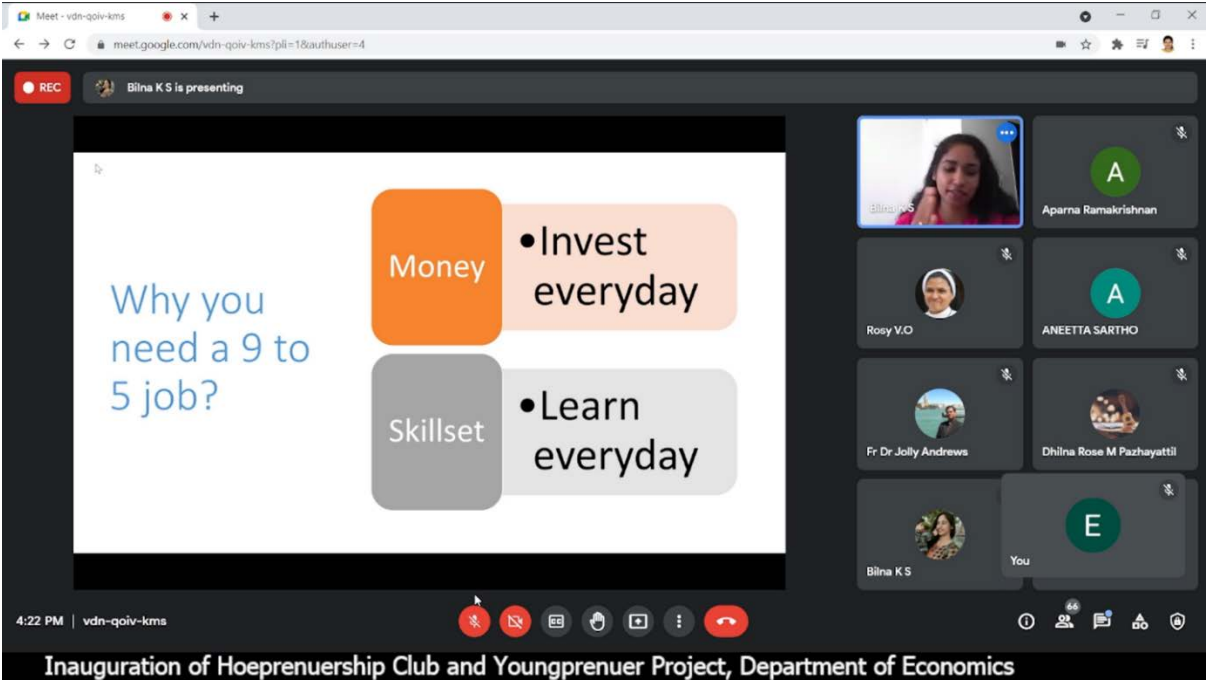 Meet - vdn-qoiv-kms
meet.google.com/vdn-qoiv-kms?pli=1&authuser=4
REC
Bilna K S is presenting
Why you
need a 9 to
5 job?
Money
•Invest
everyday
Skillset
•Learn
everyday
Bilna K S
A
Aparna Ramakrishnan
Rosy V.O
A
ANEETTA SARTHO
Fr Dr Jolly Andrews
Dhilna Rose M Pazhayattil
Bilna K S
E
You
4:22 PM | vdn-qoiv-kms
CC
66
Inauguration of Hoeprenuership Club and Youngprenuer Project, Department of Economics